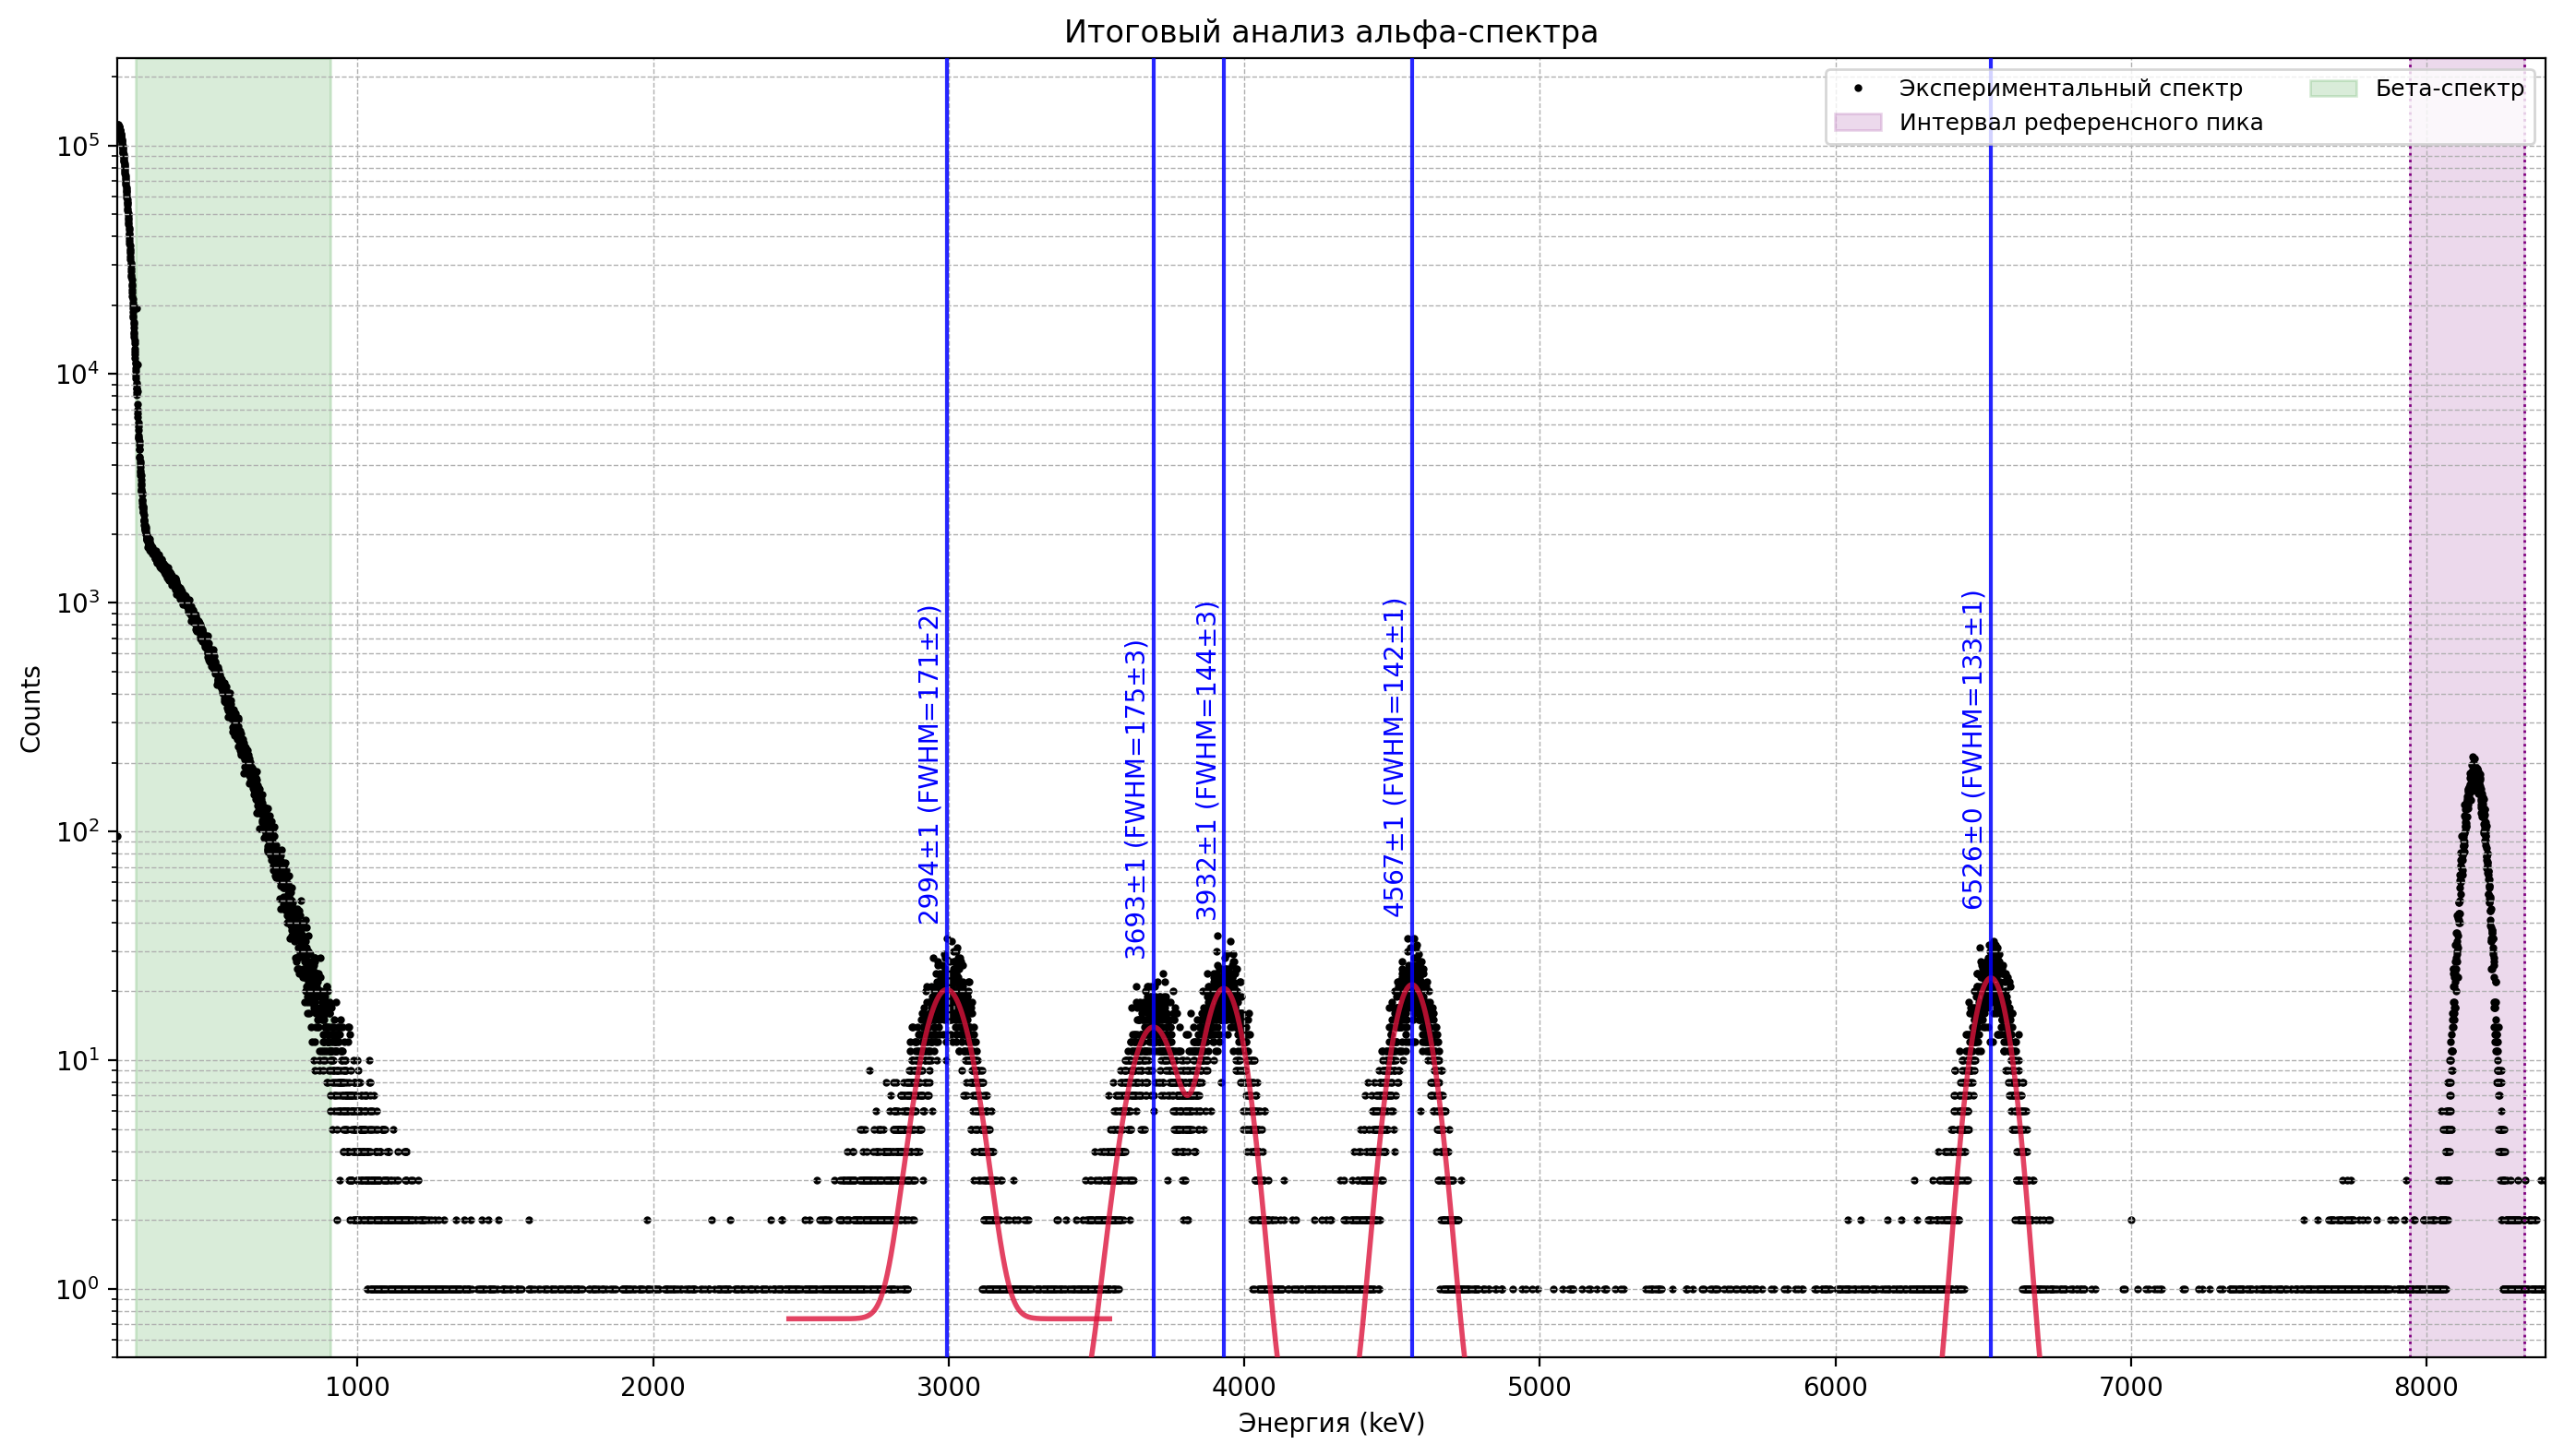 Итоговый анализ альфа-спектра
Экспериментальный спектр
Интервал референсного пика
Бета-спектр
Counts
10⁵
10⁴
10³
10²
10¹
10⁰
2994±1 (FWHM=171±2)
3693±1 (FWHM=175±3)
3932±1 (FWHM=144±3)
4567±1 (FWHM=142±1)
6526±0 (FWHM=133±1)
1000
2000
3000
4000
5000
6000
7000
8000
Энергия (keV)